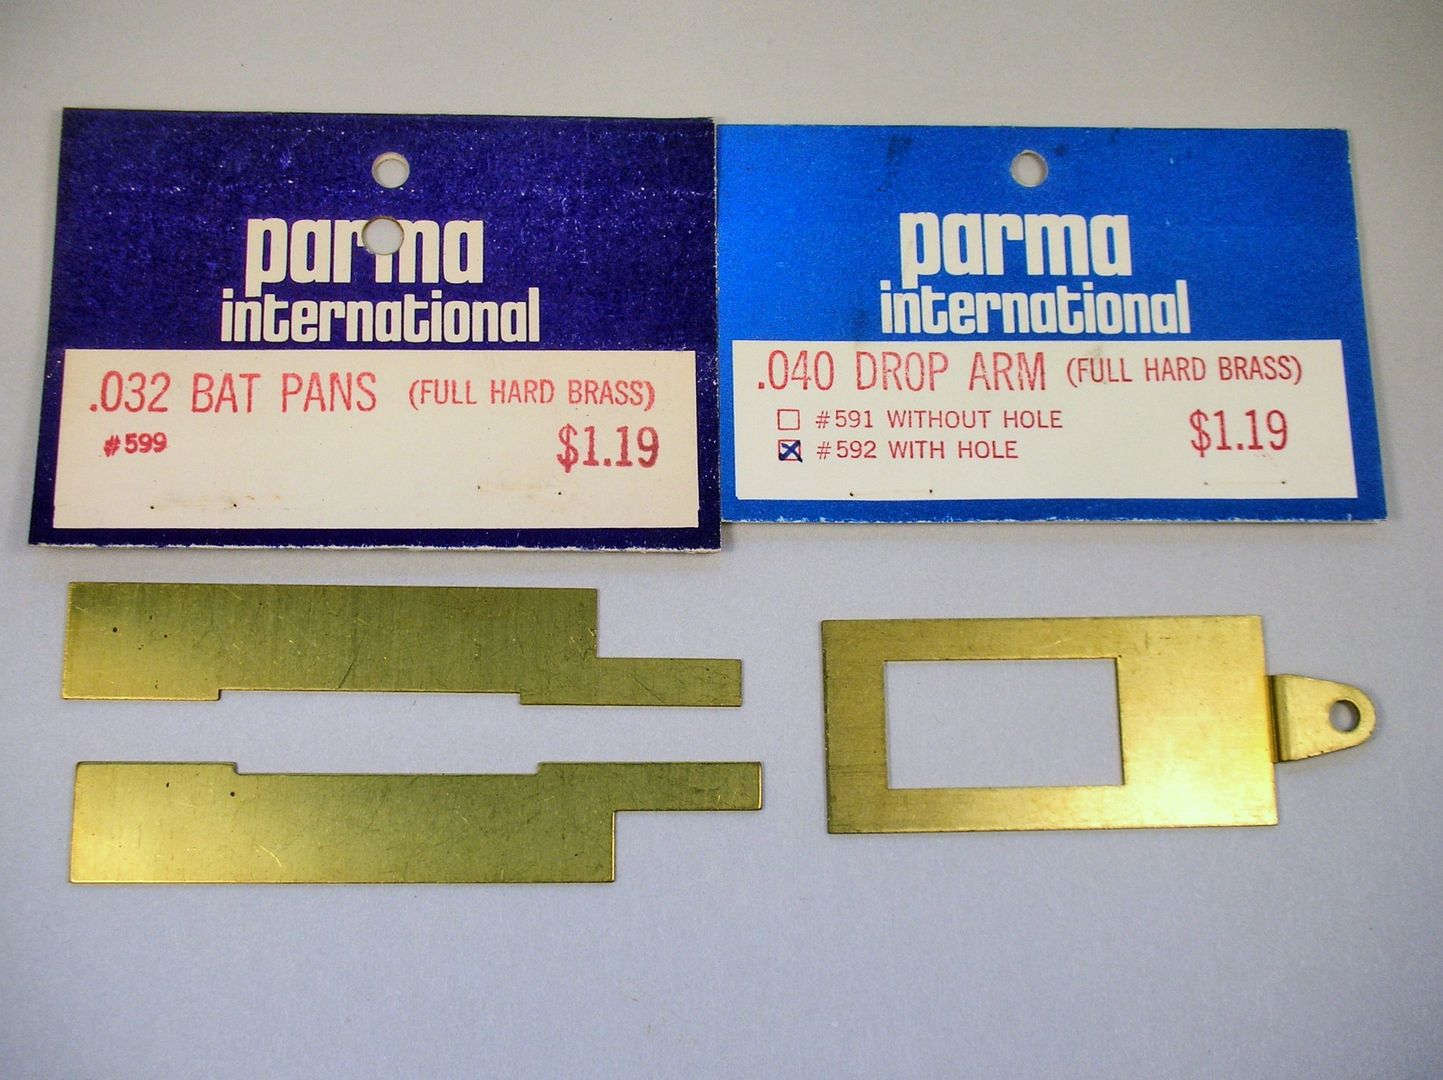 parma
international
.032 BAT PANS (FULL HARD BRASS)
#599
$1.19
parma
international
.040 DROP ARM (FULL HARD BRASS)
#591 WITHOUT HOLE
#592 WITH HOLE
$1.19